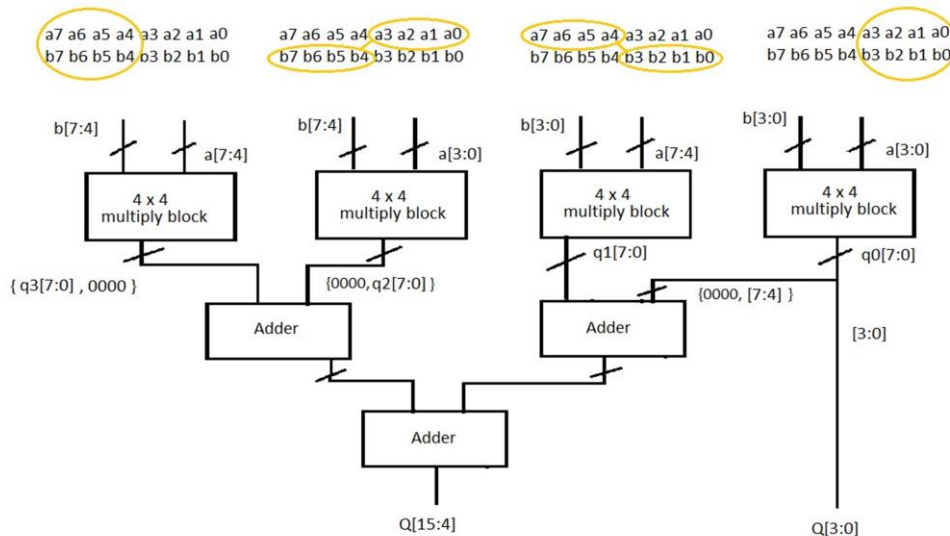 a7 a6 a5 a4 a3 a2 a1 a0
b7 b6 b5 b4 b3 b2 b1 b0
a7 a6 a5 a4 a3 a2 a1 a0
b7 b6 b5 b4 b3 b2 b1 b0
a7 a6 a5 a4 a3 a2 a1 a0
b7 b6 b5 b4 b3 b2 b1 b0
a7 a6 a5 a4 a3 a2 a1 a0
b7 b6 b5 b4 b3 b2 b1 b0
b[7:4]
a[7:4]
b[7:4]
a[3:0]
b[3:0]
a[7:4]
b[3:0]
a[3:0]
4 x 4
multiply block
4 x 4
multiply block
4 x 4
multiply block
4 x 4
multiply block
{ q3[7:0] , 0000 }
{0000, q2[7:0] }
q1[7:0]
q0[7:0]
{0000, [7:4] }
Adder
Adder
[3:0]
Adder
Q[15:4]
Q[3:0]